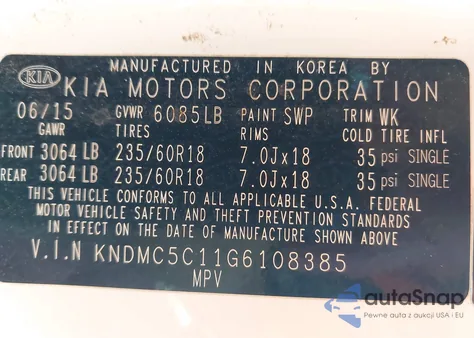 MANUFACTURED IN KOREA BY
KIA KIA MOTORS CORPORATION
06/15 GVWR 6085LB PAINT SWP TRIM WK
GAWR TIRES RIMS COLD TIRE INFL
FRONT 3064 LB 235/60R18 7.0Jx18 35 psi SINGLE
REAR 3064 LB 235/60R18 7.0Jx18 35 psi SINGLE
THIS VEHICLE CONFORMS TO ALL APPLICABLE U.S.A. FEDERAL
MOTOR VEHICLE SAFETY AND THEFT PREVENTION STANDARDS
IN EFFECT ON THE DATE OF MANUFACTURE SHOWN ABOVE
V.I.N KNDMC5C11G6108385
MPV
autoSnap
Pewne auta z aukcji USA i EU